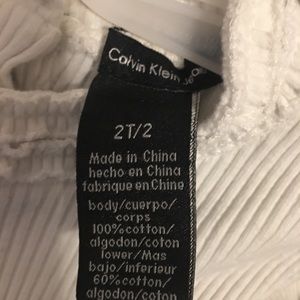 Calvin Klein
2T/2
Made in China
hecho en China
fabrique en Chine
body/cuerpo/
corps
100%cotton/
algodon/coton
lower/Mas
bajo/inferieur
60%cotton/
algodon/coton